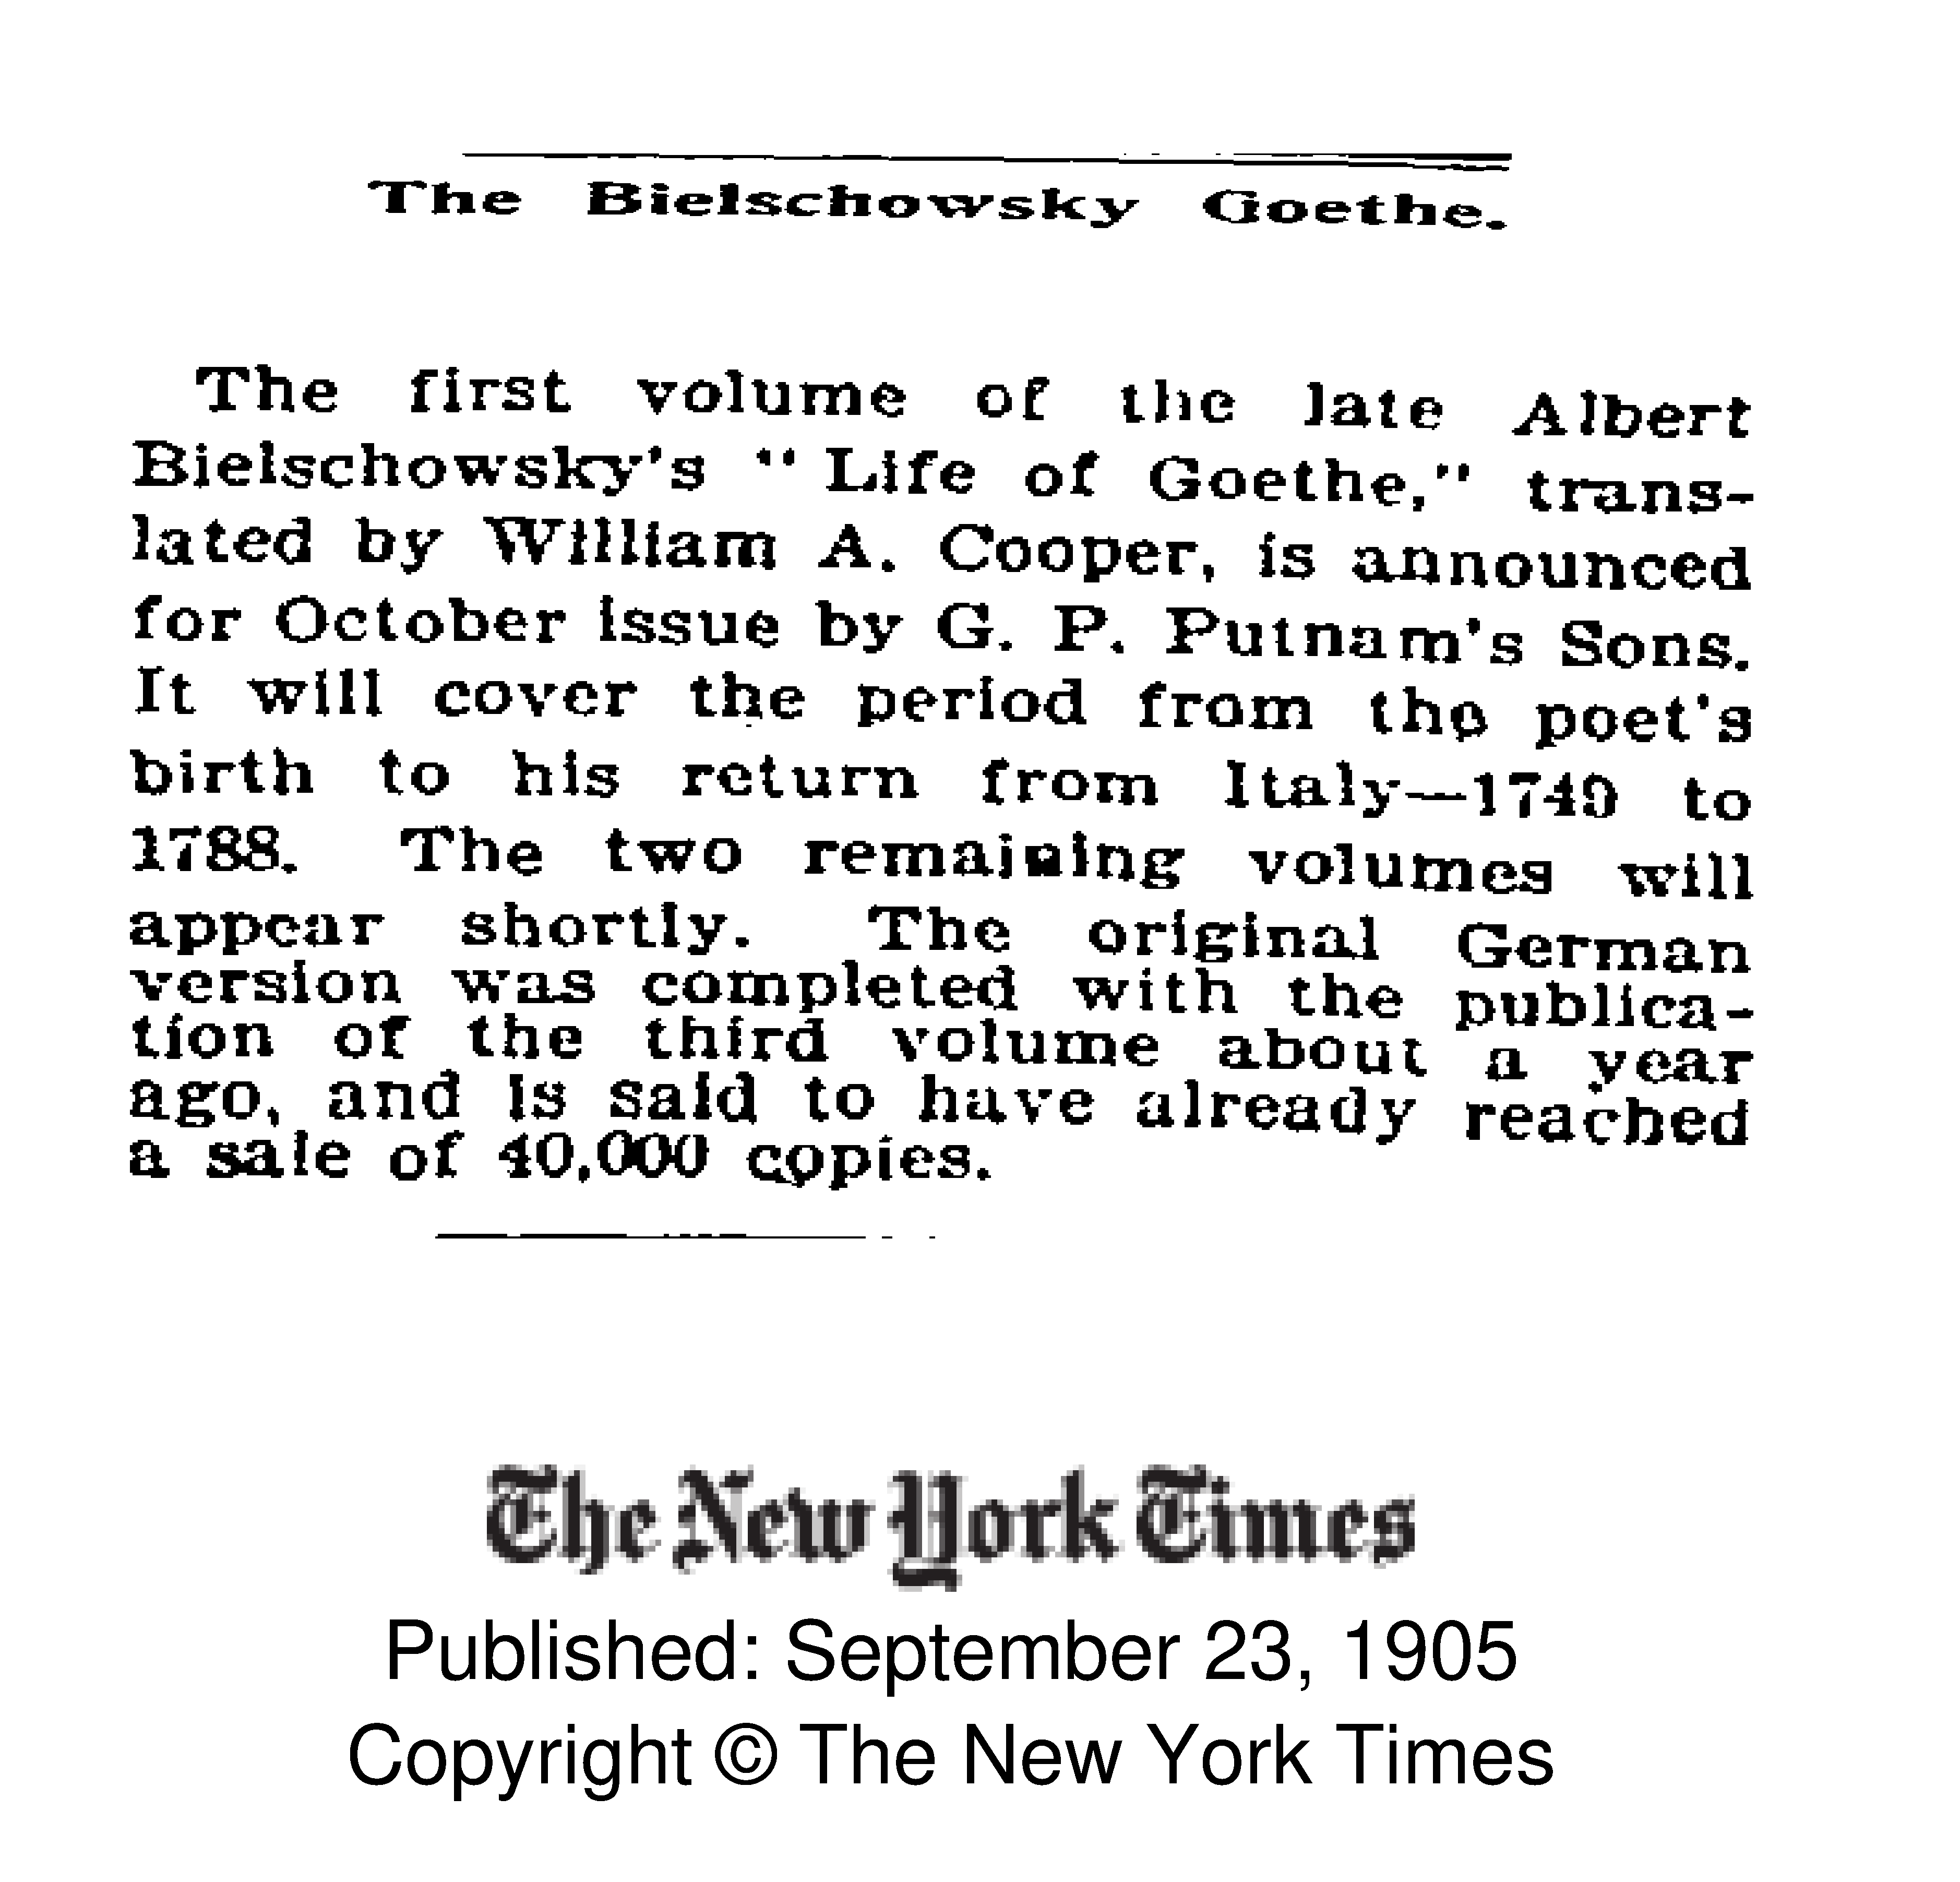 The Bielschowsky Goethe.
The first volume of the late Albert
Bielschowsky's "Life of Goethe," trans-
lated by William A. Cooper, is announced
for October issue by G. P. Putnam's Sons.
It will cover the period from the poet's
birth to his return from Italy—1749 to
1788. The two remaining volumes will
appear shortly. The original German
version was completed with the publica-
tion of the third volume about a year
ago, and is said to have already reached
a sale of 40,000 copies.
The New York Times
Published: September 23, 1905
Copyright © The New York Times